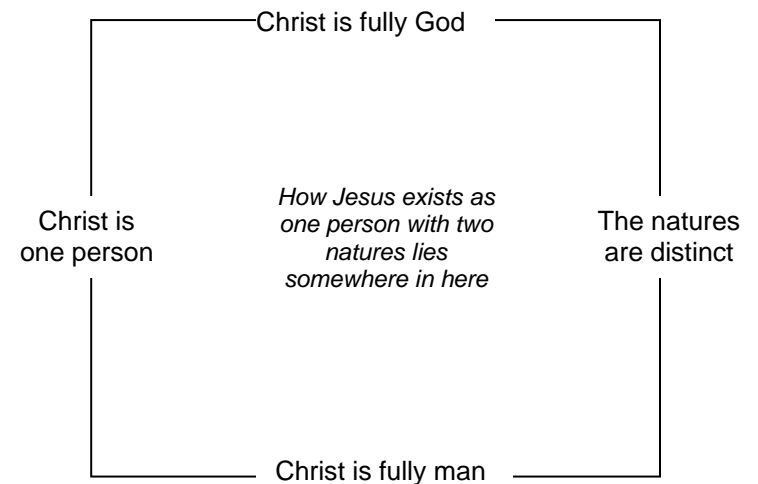 Christ is fully God
Christ is
one person
How Jesus exists as
one person with two
natures lies
somewhere in here
The natures
are distinct
Christ is fully man